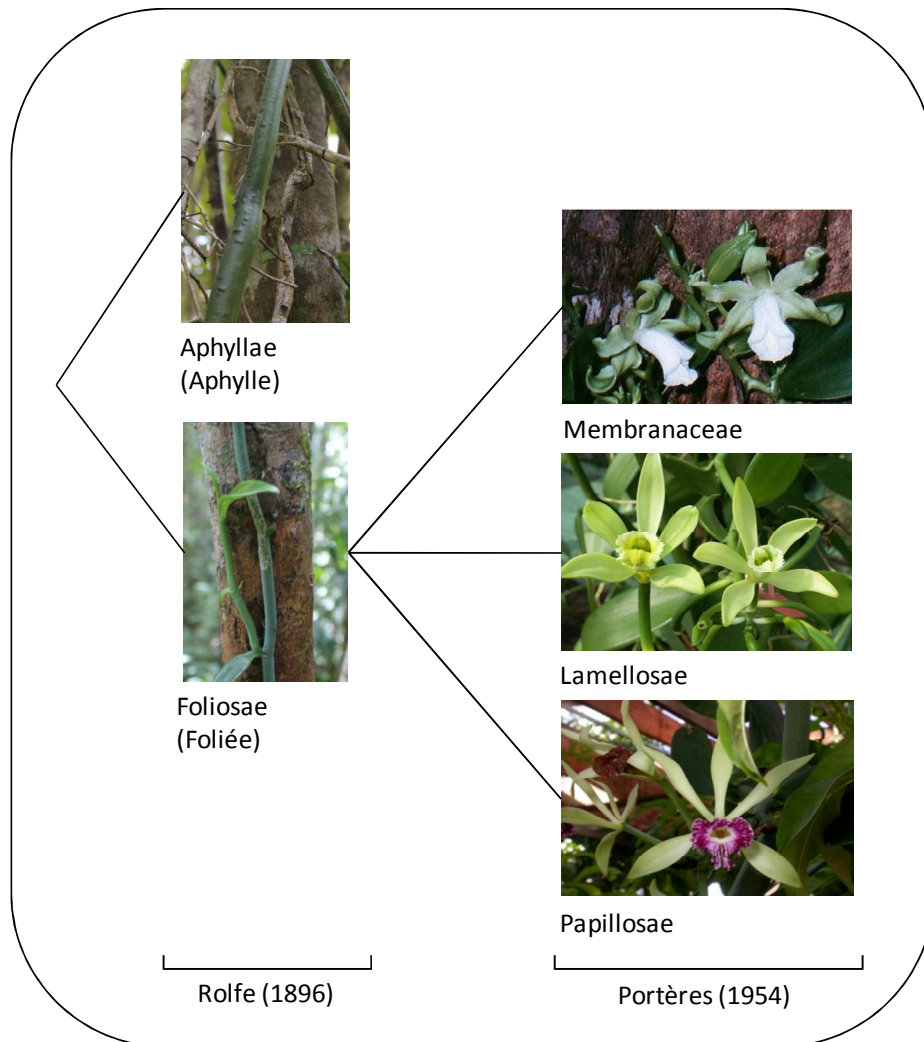 Aphyllae
(Aphylle)
Foliosae
(Foliée)
Membranaceae
Lamellosae
Papillosae
Rolfe (1896)
Portères (1954)